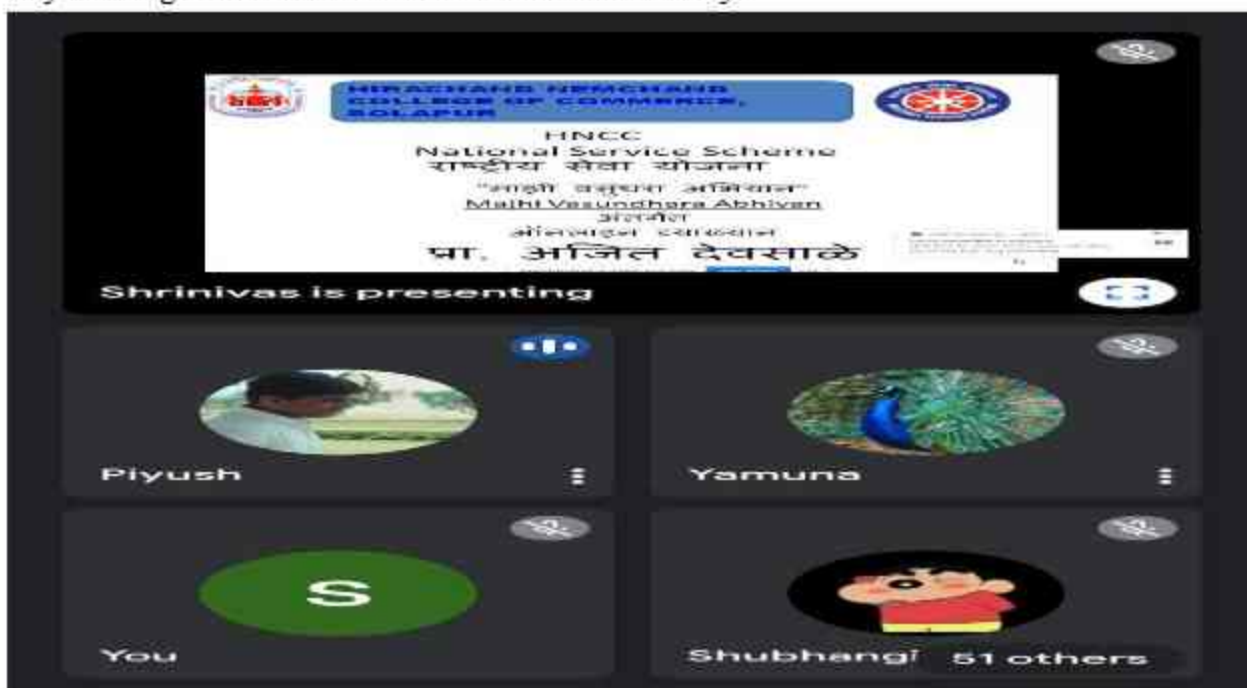 HIRACHAND NEMCHAND
COLLEGE OF COMMERCE,
SOLAPUR
HNCC
National Service Scheme
राष्ट्रीय सेवा योजना
"माझी वसुंधरा अभियान"
Majhi Vasundhara Abhiyan
अंतर्गत
ऑनलाइन व्याख्यान
प्रा. अजित देवसाळे
Shrinivas is presenting
Piyush
Yamuna
S
You
Shubhangi
51 others